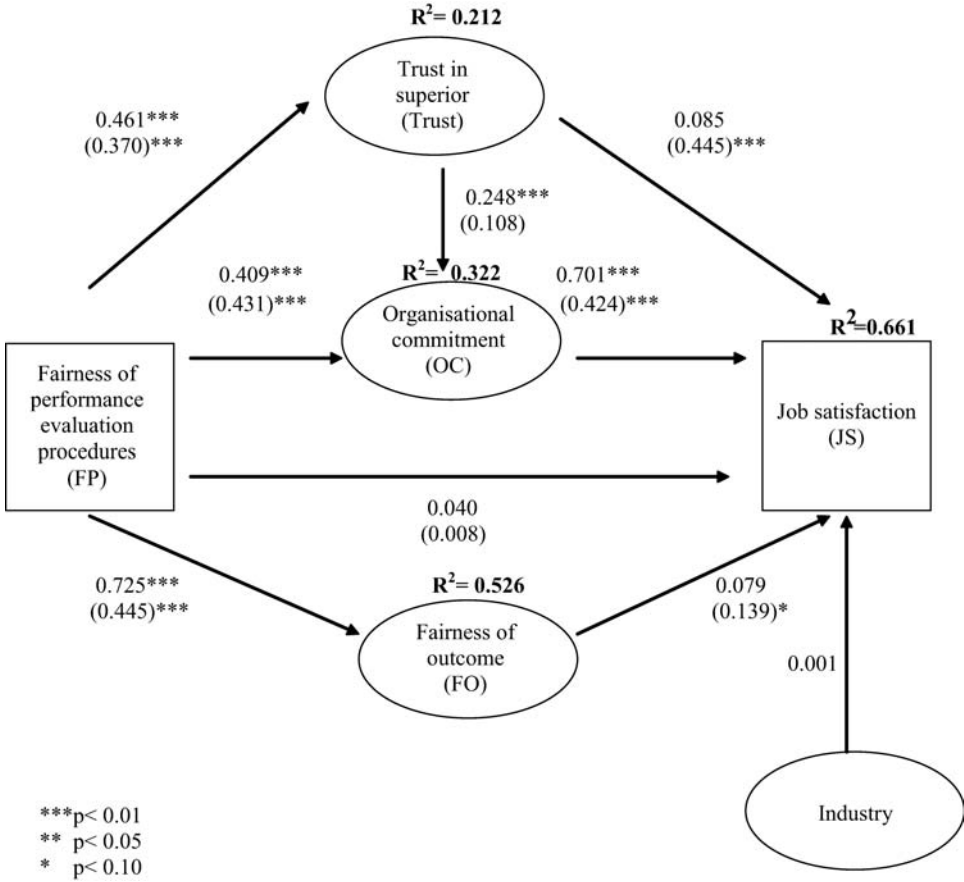 R²= 0.212
Trust in
superior
(Trust)
0.461***
(0.370)***
0.085
(0.445)***
0.248***
(0.108)
0.409***
(0.431)***
R²= 0.322
0.701***
(0.424)***
Organisational
commitment
(OC)
R²=0.661
Fairness of
performance
evaluation
procedures
(FP)
Job satisfaction
(JS)
0.040
(0.008)
0.725***
(0.445)***
R²= 0.526
0.079
(0.139)*
Fairness of
outcome
(FO)
0.001
Industry
***p< 0.01
** p< 0.05
* p< 0.10